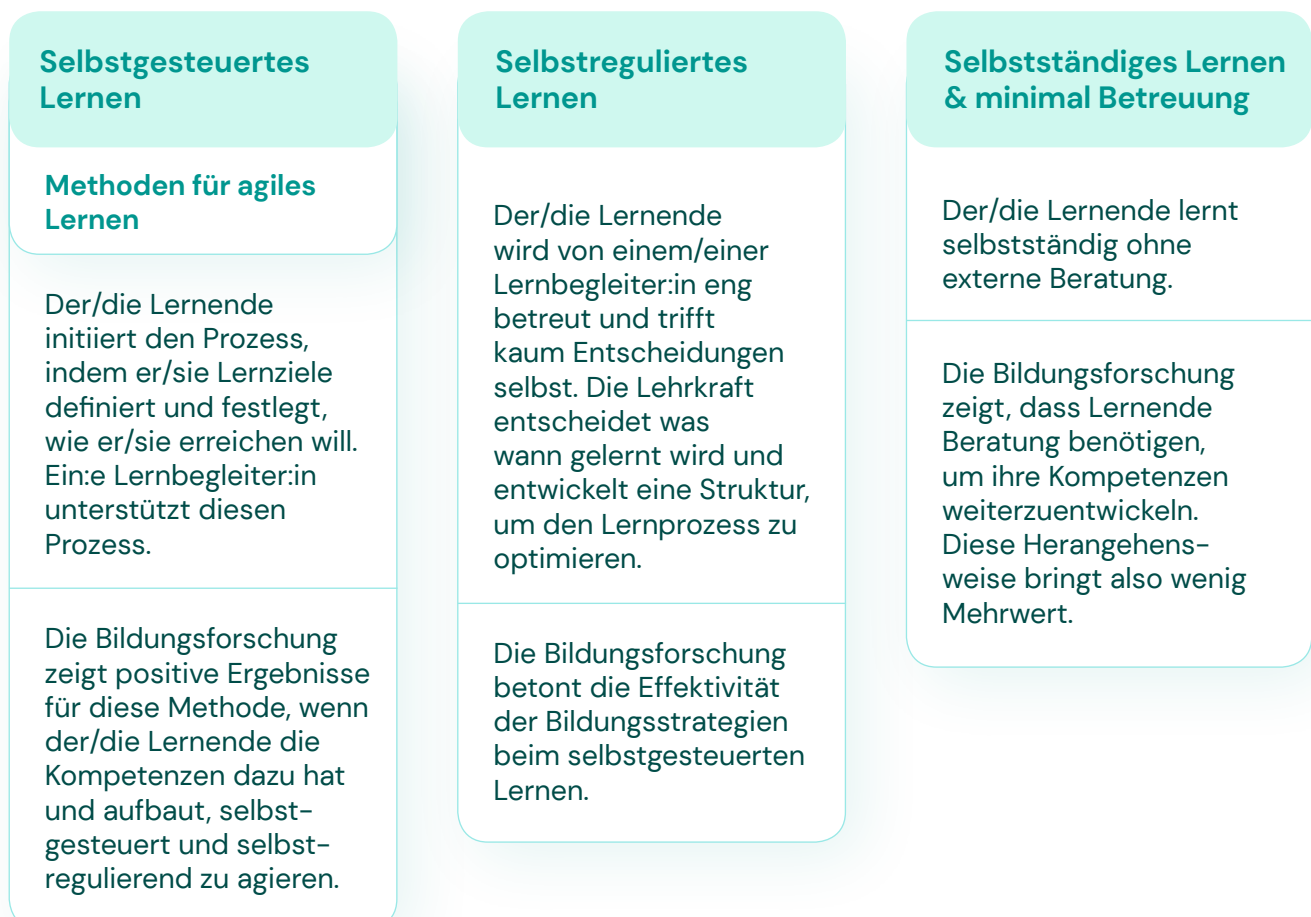 Selbstgesteuertes
Lernen
Methoden für agiles
Lernen
Der/die Lernende
initiiert den Prozess,
indem er/sie Lernziele
definiert und festlegt,
wie er/sie erreichen will.
Ein:e Lernbegleiter:in
unterstützt diesen
Prozess.
Die Bildungsforschung
zeigt positive Ergebnisse
für diese Methode, wenn
der/die Lernende die
Kompetenzen dazu hat
und aufbaut, selbst-
gesteuert und selbst-
regulierend zu agieren.
Selbstreguliertes
Lernen
Der/die Lernende
wird von einem/einer
Lernbegleiter:in eng
betreut und trifft
kaum Entscheidungen
selbst. Die Lehrkraft
entscheidet was
wann gelernt wird und
entwickelt eine Struktur,
um den Lernprozess zu
optimieren.
Die Bildungsforschung
betont die Effektivität
der Bildungsstrategien
beim selbstgesteuerten
Lernen.
Selbstständiges Lernen
& minimal Betreuung
Der/die Lernende lernt
selbstständig ohne
externe Beratung.
Die Bildungsforschung
zeigt, dass Lernende
Beratung benötigen,
um ihre Kompetenzen
weiterzuentwickeln.
Diese Herangehens-
weise bringt also wenig
Mehrwert.